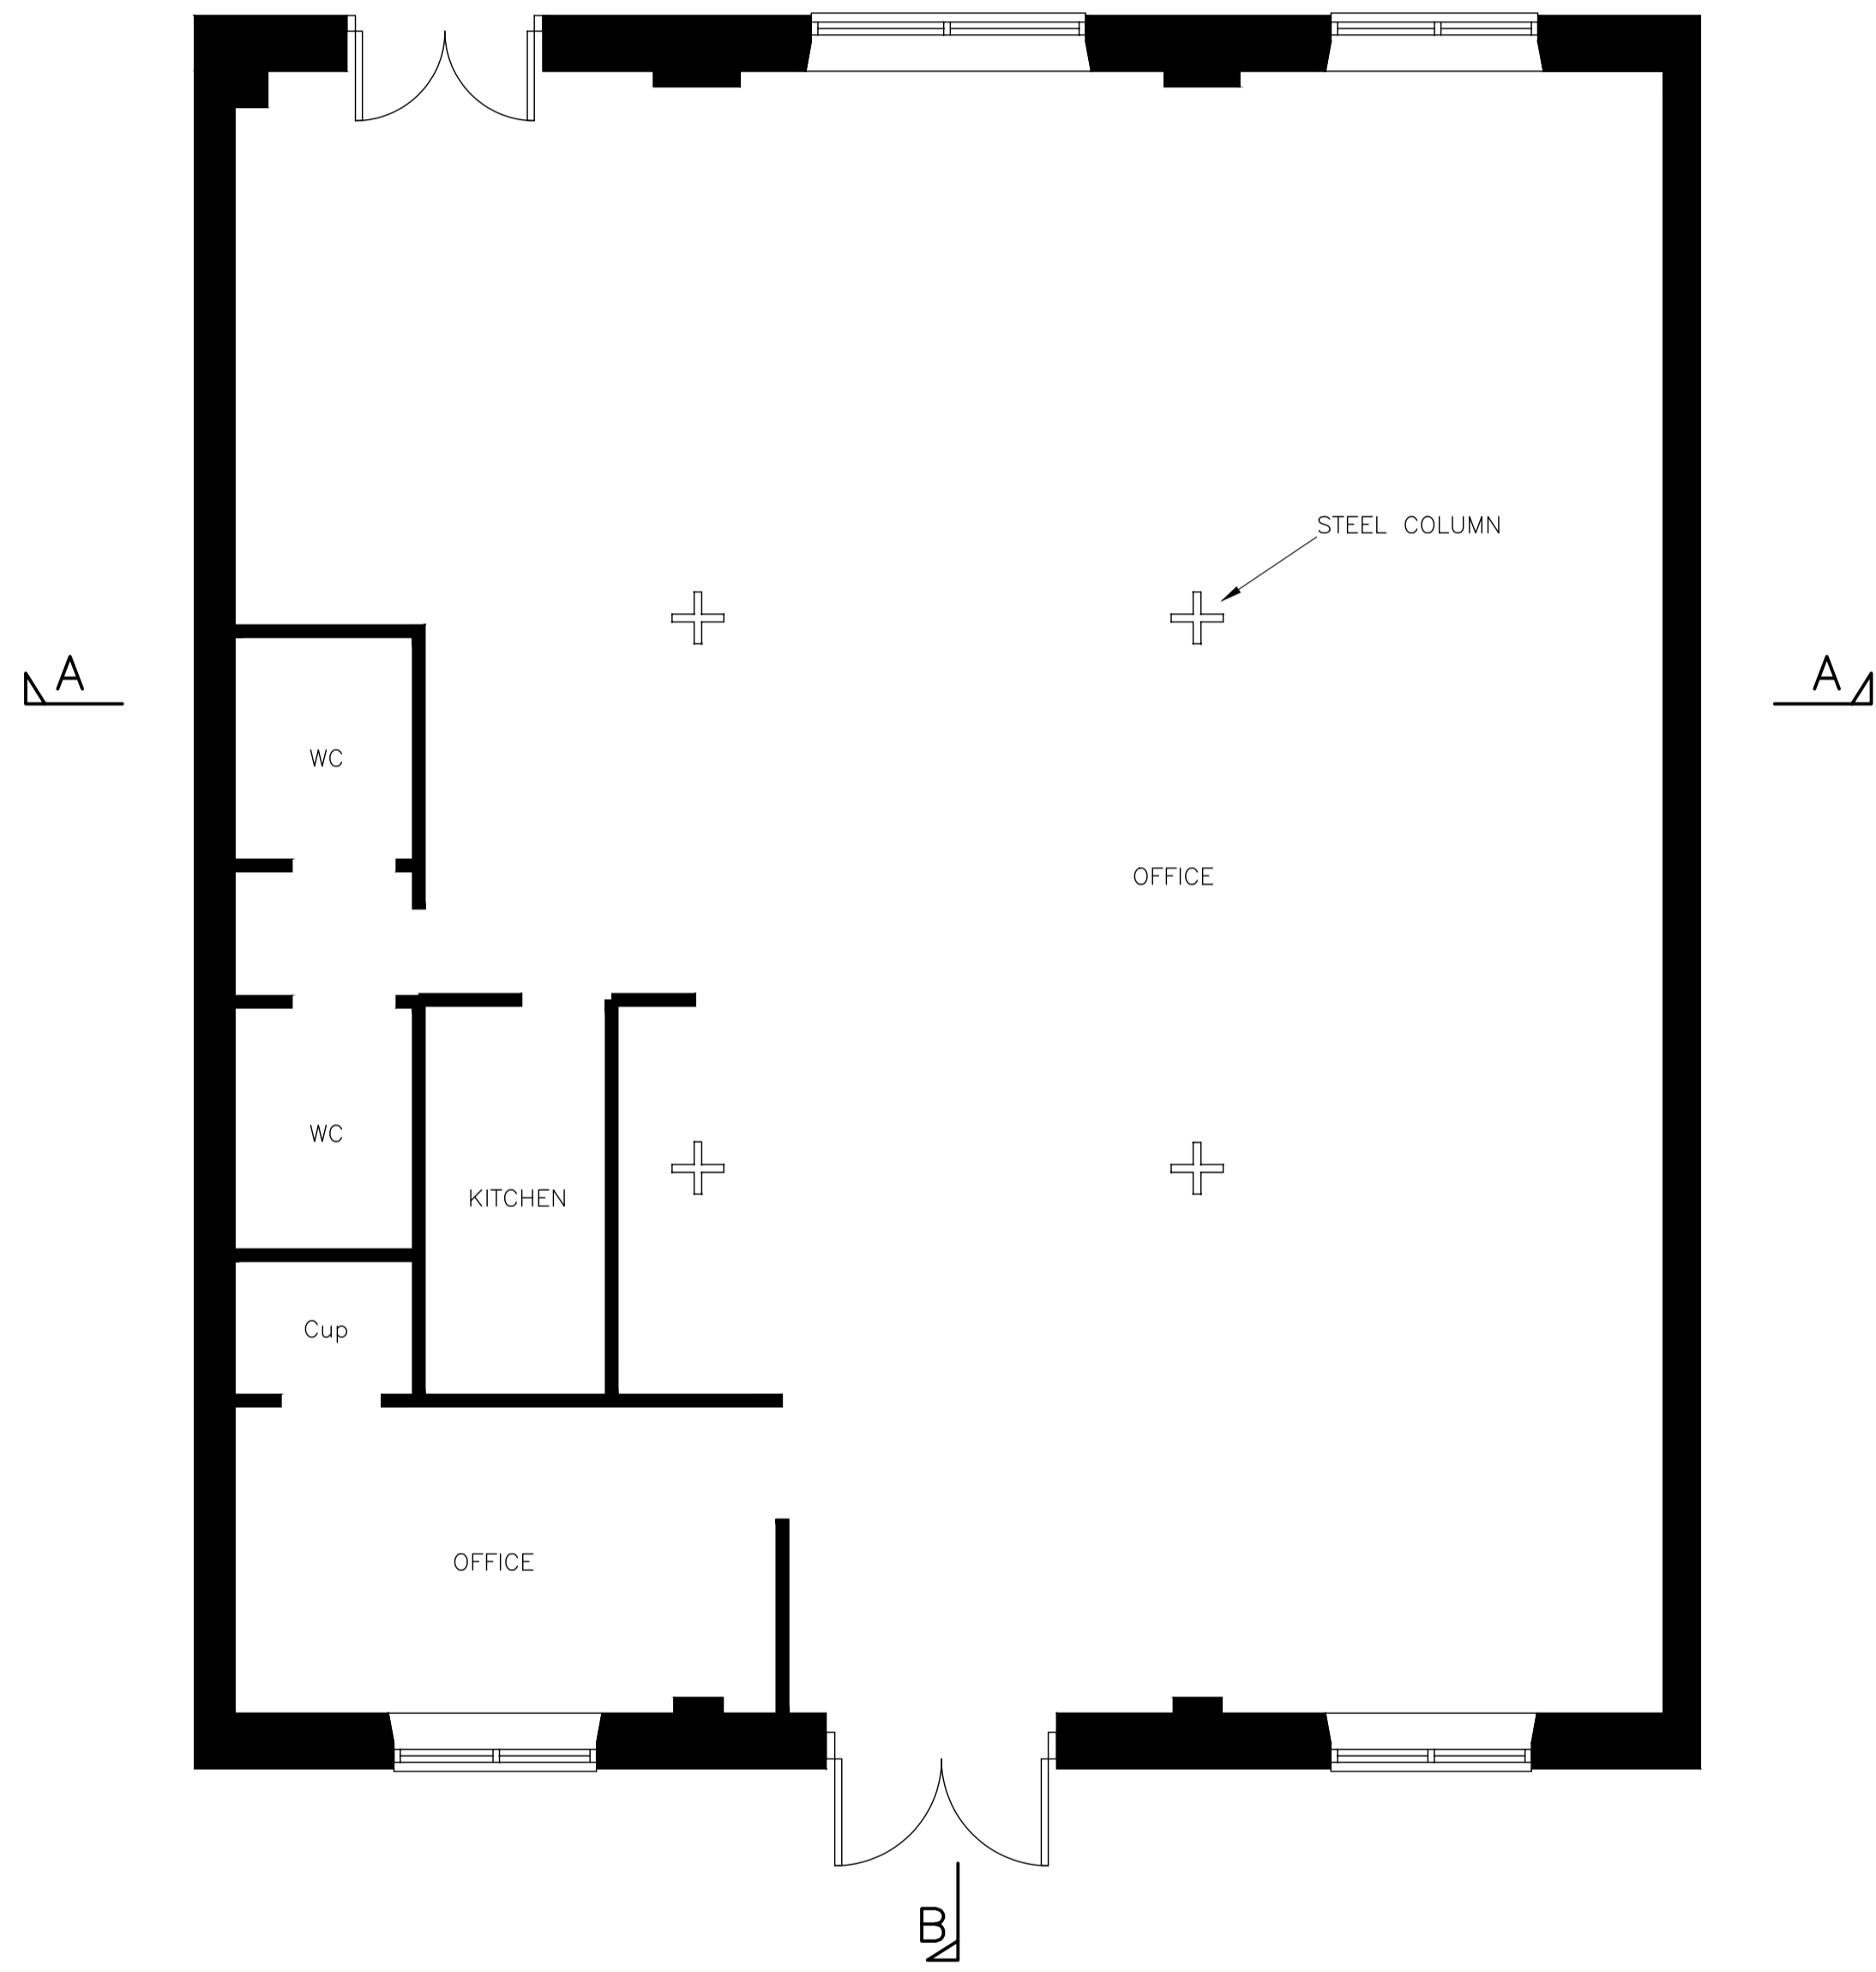 STEEL COLUMN
A
A
WC
OFFICE
WC
KITCHEN
Cup
OFFICE
B